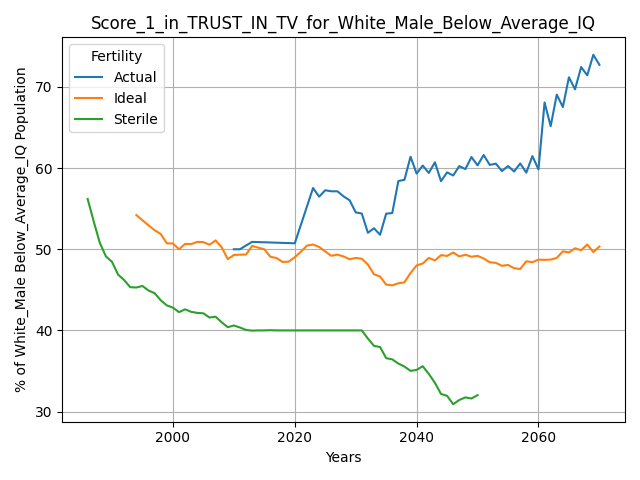 Score_1_in_TRUST_IN_TV_for_White_Male_Below_Average_IQ
Fertility
Actual
Ideal
Sterile
% of White_Male Below_Average_IQ Population
70
60
50
40
30
2000
2020
2040
2060
Years